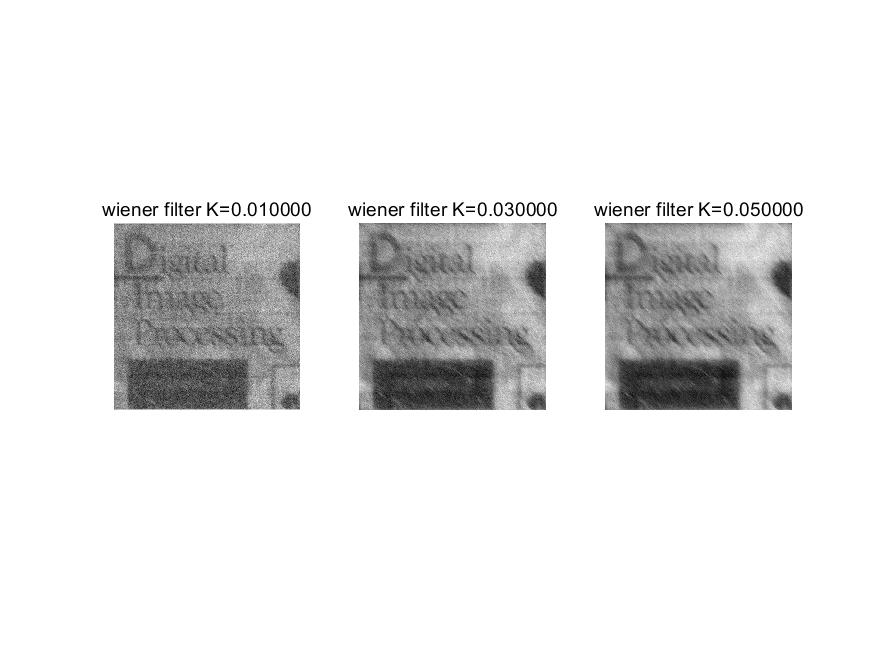 wiener filter K=0.010000
wiener filter K=0.030000
wiener filter K=0.050000
Digital
Image
Processing
Digital
Image
Processing
Digital
Image
Processing